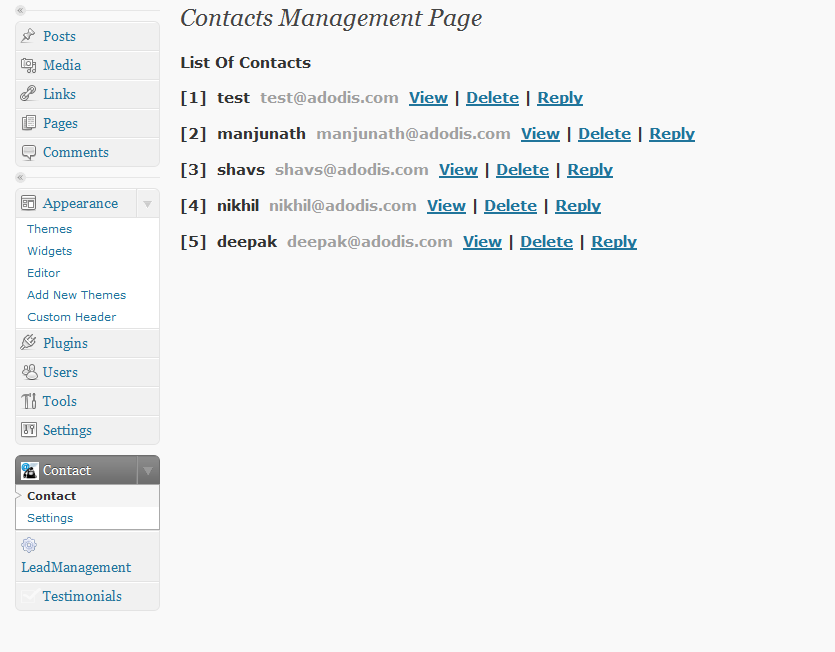 Posts
Media
Links
Pages
Comments
Appearance
Themes
Widgets
Editor
Add New Themes
Custom Header
Plugins
Users
Tools
Settings
Contact
Contact
Settings
LeadManagement
Testimonials
Contacts Management Page
List Of Contacts
[1] test test@adodis.com View | Delete | Reply
[2] manjunath manjunath@adodis.com View | Delete | Reply
[3] shavs shavs@adodis.com View | Delete | Reply
[4] nikhil nikhil@adodis.com View | Delete | Reply
[5] deepak deepak@adodis.com View | Delete | Reply